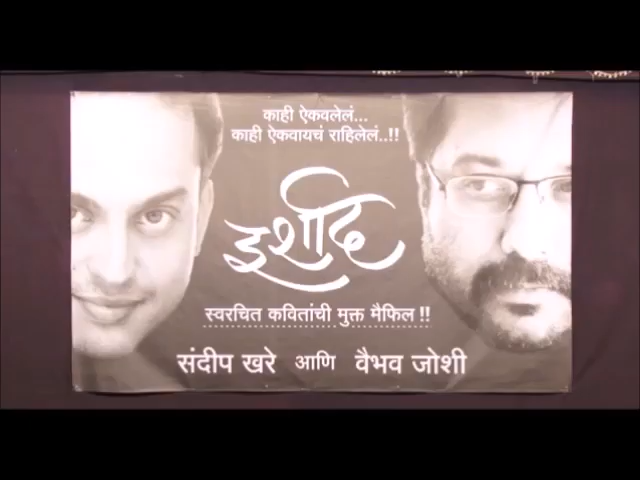 काही ऐकवलेलं...
काही ऐकवायचं राहिलेलं..!!
इर्शाद
स्वरचित कवितांची मुक्त मैफिल !!
संदीप खरे आणि वैभव जोशी